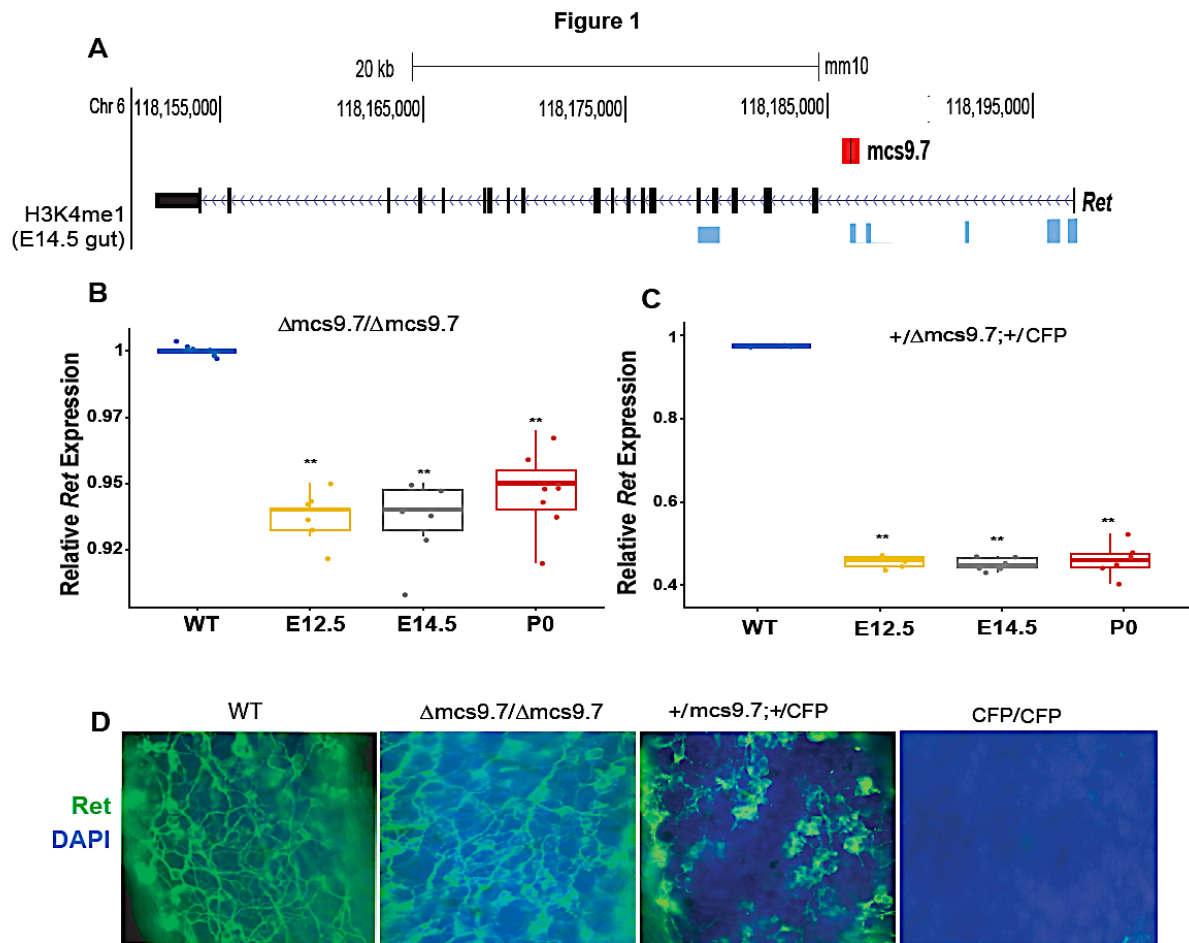 Figure 1
A
20 kb mm10
Chr 6 118,155,000 118,165,000 118,175,000 118,185,000 118,195,000
mcs9.7
Ret
H3K4me1
(E14.5 gut)
B
Δmcs9.7/Δmcs9.7
Relative Ret Expression
1
0.97
0.95
0.92
**
**
**
WT E12.5 E14.5 P0
C
+/Δmcs9.7;+/CFP
Relative Ret Expression
1
0.8
0.6
0.4
**
**
**
WT E12.5 E14.5 P0
D
WT Δmcs9.7/Δmcs9.7 +/mcs9.7;+/CFP CFP/CFP
Ret
DAPI